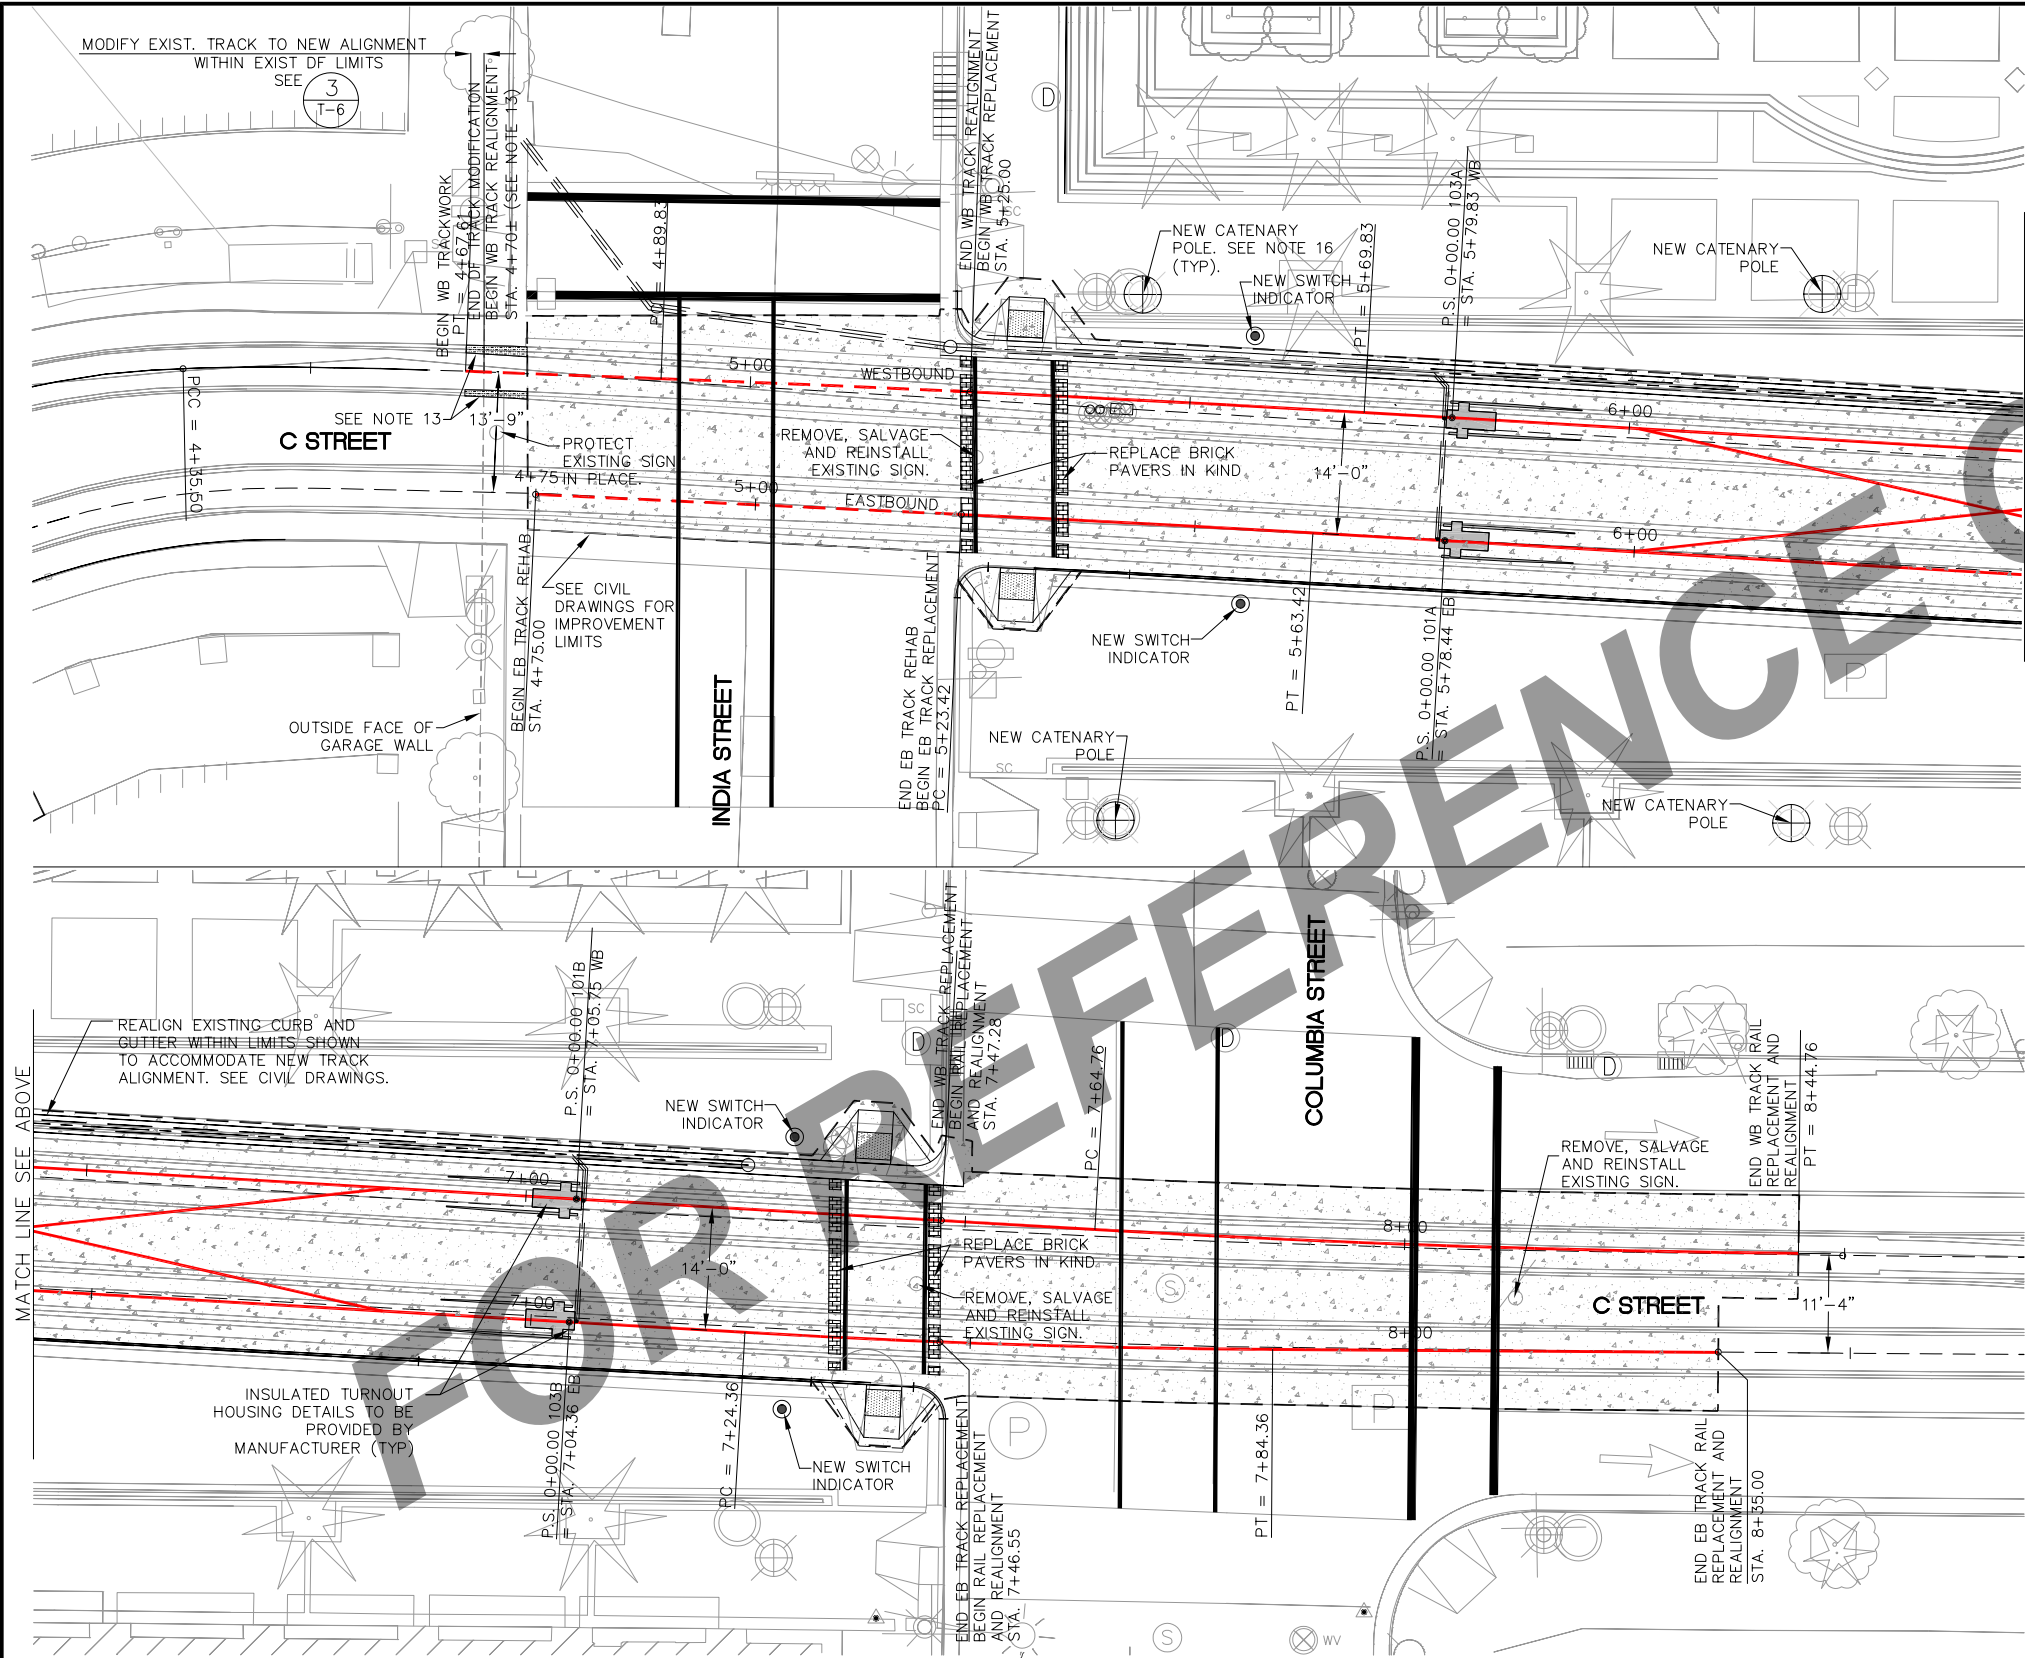 MODIFY EXIST. TRACK TO NEW ALIGNMENT
WITHIN EXIST DF LIMITS
SEE
3
T-6
BEGIN WB TRACKWORK
PT = 4+67.61
END DF TRACK MODIFICATION
BEGIN WB TRACK REALIGNMENT
STA. 4+70± (SEE NOTE 13)
4+89.83
END WB TRACK REALIGNMENT
BEGIN WB TRACK REPLACEMENT
STA. 5+25.00
D
SC
NEW CATENARY
POLE. SEE NOTE 16
(TYP).
NEW SWITCH
INDICATOR
PT = 5+69.83
P.S. 0+00.00 103A
= STA. 5+79.83 WB
NEW CATENARY
POLE
PCC = 4+35.50
SEE NOTE 13
13'-9"
C STREET
PROTECT
EXISTING SIGN
IN PLACE.
4+75
5+00
WESTBOUND
5+00
EASTBOUND
REMOVE, SALVAGE
AND REINSTALL
EXISTING SIGN.
REPLACE BRICK
PAVERS IN KIND
14'-0"
6+00
6+00
BEGIN EB TRACK REHAB
STA. 4+75.00
SEE CIVIL
DRAWINGS FOR
IMPROVEMENT
LIMITS
INDIA STREET
OUTSIDE FACE OF
GARAGE WALL
END EB TRACK REHAB
BEGIN EB TRACK REPLACEMENT
PC = 5+23.42
NEW SWITCH
INDICATOR
PT = 5+63.42
P.S. 0+00.00 101A
= STA. 5+78.44 EB
P
NEW CATENARY
POLE
SC
NEW CATENARY
POLE
FOR REFERENCE
MATCH LINE SEE ABOVE
REALIGN EXISTING CURB AND
GUTTER WITHIN LIMITS SHOWN
TO ACCOMMODATE NEW TRACK
ALIGNMENT. SEE CIVIL DRAWINGS.
P.S. 0+00.00 101B
= STA. 7+05.75 WB
NEW SWITCH
INDICATOR
SC
D
END WB TRACK REPLACEMENT
BEGIN RAIL REPLACEMENT
AND REALIGNMENT
STA. 7+47.28
PC = 7+64.76
D
COLUMBIA STREET
D
REMOVE, SALVAGE
AND REINSTALL
EXISTING SIGN.
END WB TRACK RAIL
REPLACEMENT AND
REALIGNMENT
PT = 8+44.76
7+00
7+00
14'-0"
REPLACE BRICK
PAVERS IN KIND
REMOVE, SALVAGE
AND REINSTALL
EXISTING SIGN.
S
8+00
8+00
C STREET
11'-4"
INSULATED TURNOUT
HOUSING DETAILS TO BE
PROVIDED BY
MANUFACTURER (TYP)
P.S. 0+00.00 103B
= STA. 7+04.36 EB
PC = 7+24.36
NEW SWITCH
INDICATOR
P
END EB TRACK REPLACEMENT
BEGIN RAIL REPLACEMENT
AND REALIGNMENT
STA. 7+46.55
PT = 7+84.36
P
END EB TRACK RAIL
REPLACEMENT AND
REALIGNMENT
STA. 8+35.00
S
WV